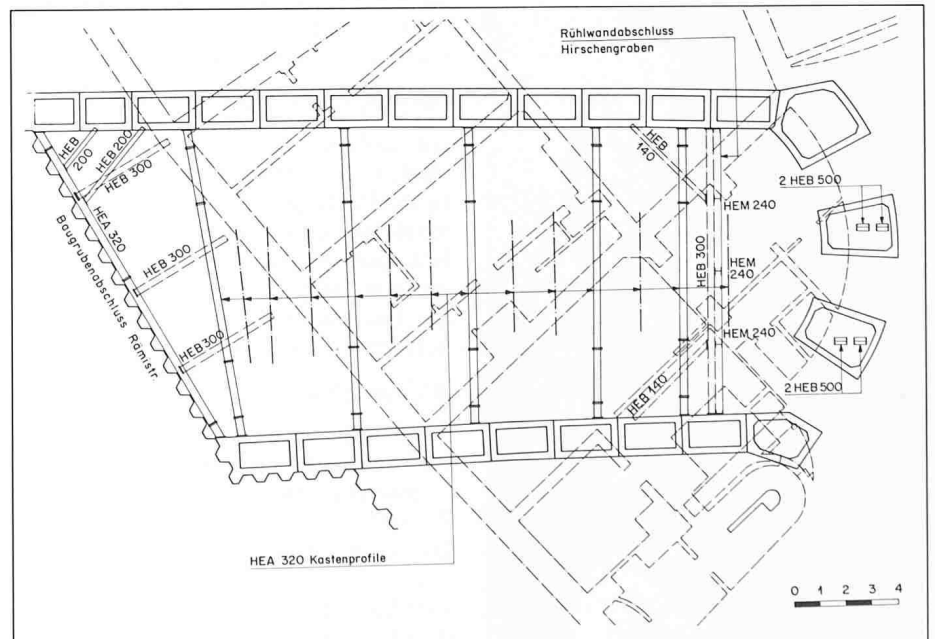 Rühlwandabschluss
Hirschengraben
HEB
200
HEB 200
HEB 300
HEB
140
2 HEB 500
HEM 240
HEA 320
Baugrubenabschluss Rämistr.
HEB 300
HEB 300
HEM
240
HEB 300
HEM 240
HEB 140
2 HEB 500
HEA 320 Kastenprofile
0 1 2 3 4